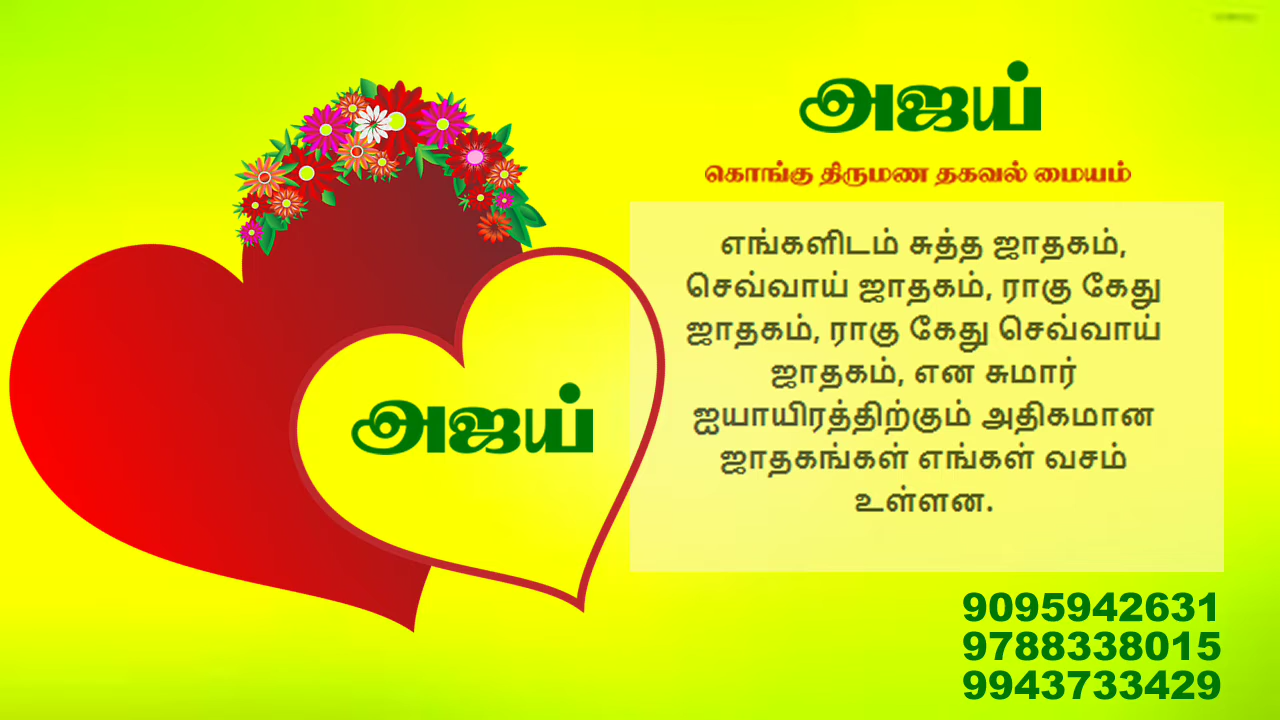 அஜய்
கொங்கு திருமண தகவல் மையம்
எங்களிடம் சுத்த ஜாதகம்,
செவ்வாய் ஜாதகம், ராகு கேது
ஜாதகம், ராகு கேது செவ்வாய்
ஜாதகம், என சுமார்
ஐயாயிரத்திற்கும் அதிகமான
ஜாதகங்கள் எங்கள் வசம்
உள்ளன.
அஜய்
9095942631
9788338015
9943733429